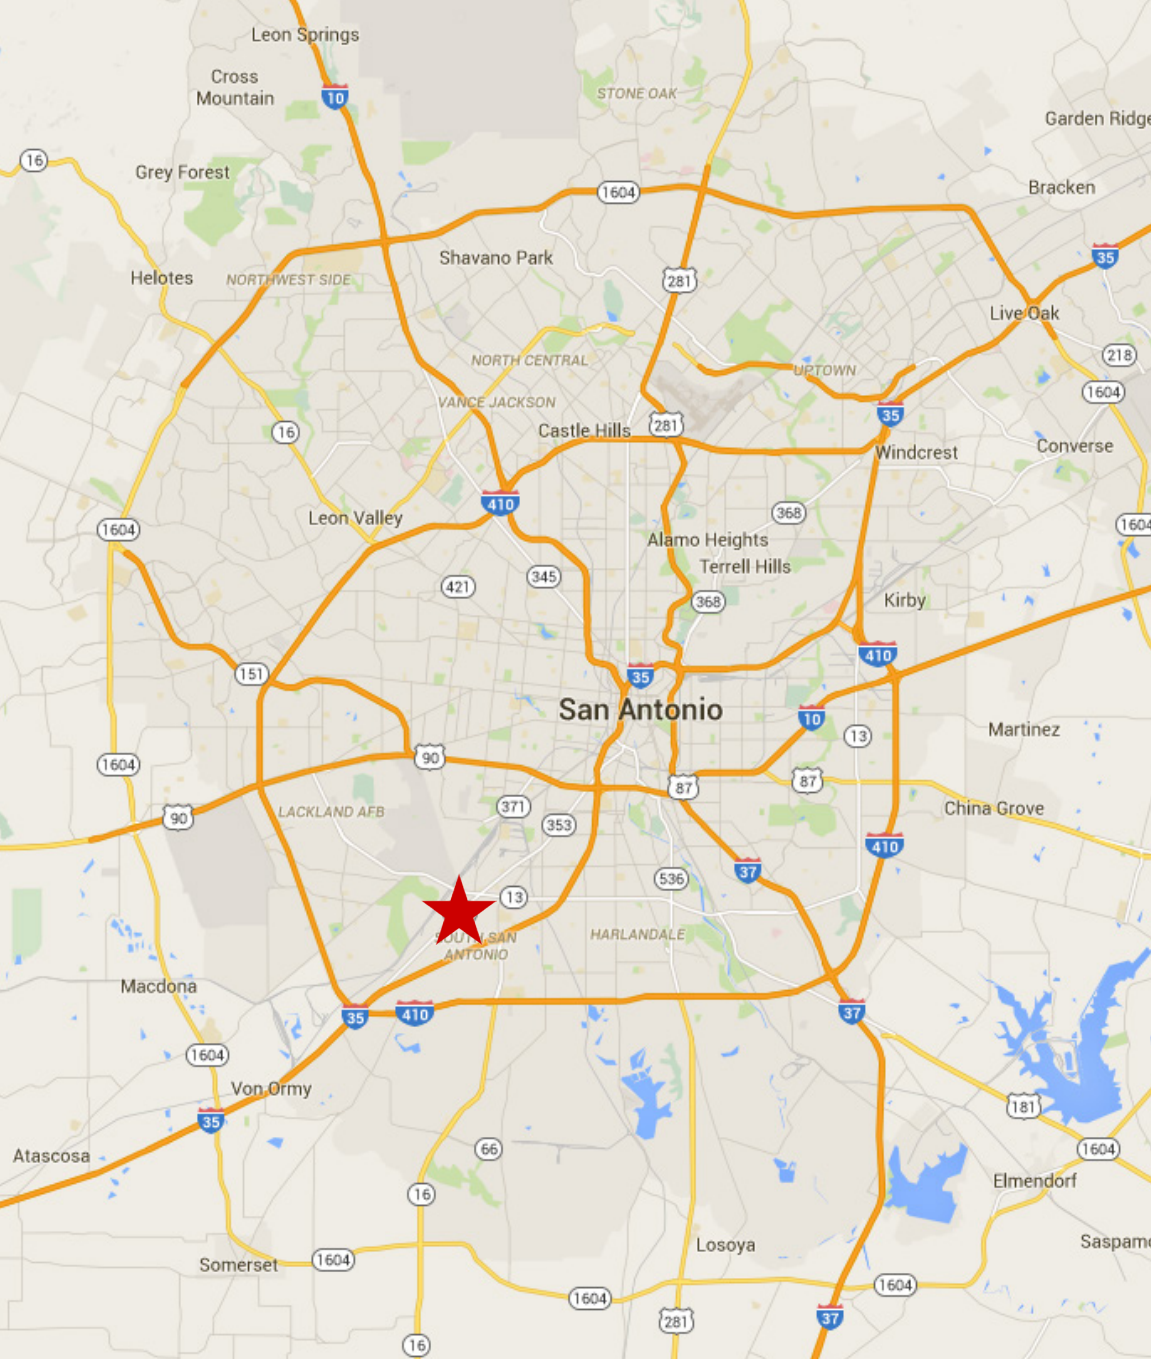 Leon Springs
Cross
Mountain
10
STONE OAK
Garden Ridge
16
Grey Forest
1604
Bracken
Shavano Park
35
Helotes
NORTHWEST SIDE
281
Live Oak
218
NORTH CENTRAL
UPTOWN
1604
VANCE JACKSON
35
16
Castle Hills
281
Windcrest
Converse
410
368
Leon Valley
1604
1604
Alamo Heights
Terrell Hills
421
345
368
Kirby
410
151
35
San Antonio
10
13
Martinez
1604
90
87
87
LACKLAND AFB
371
China Grove
90
353
410
37
536
13
SOUTH SAN
ANTONIO
HARLANDALE
Macdona
35
410
37
1604
Von Ormy
35
181
Atascosa
66
1604
16
Elmendorf
Losoya
Saspamo
Somerset
1604
1604
1604
281
37
16